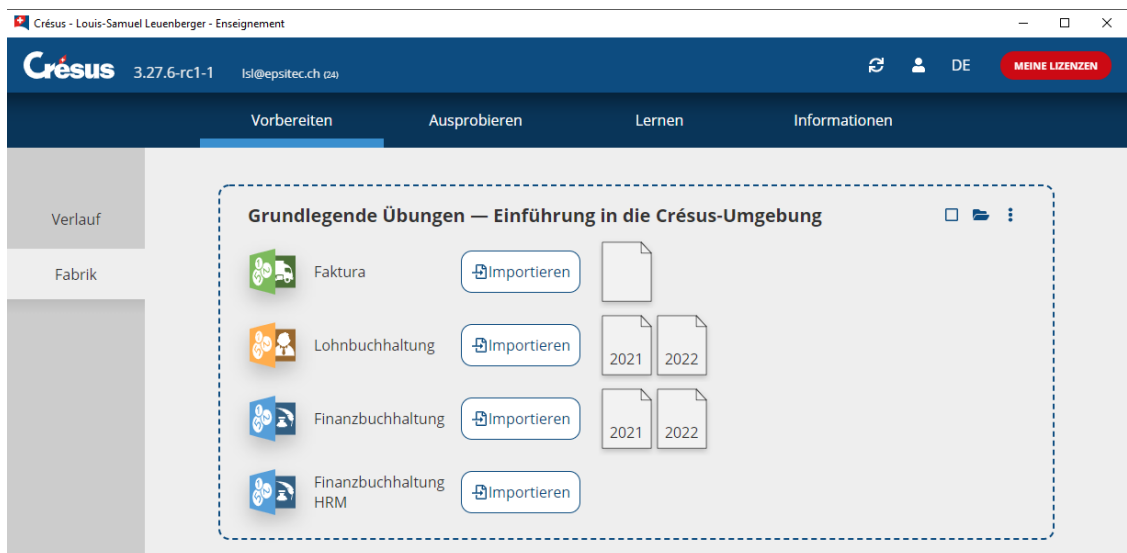 Crésus - Louis-Samuel Leuenberger - Enseignement
Crésus 3.27.6-rc1-1 lsl@epsitec.ch (24) DE MEINE LIZENZEN
Vorbereiten Ausprobieren Lernen Informationen
Verlauf
Fabrik
Grundlegende Übungen — Einführung in die Crésus-Umgebung
Faktura Importieren
Lohnbuchhaltung Importieren 2021 2022
Finanzbuchhaltung Importieren 2021 2022
Finanzbuchhaltung
HRM Importieren